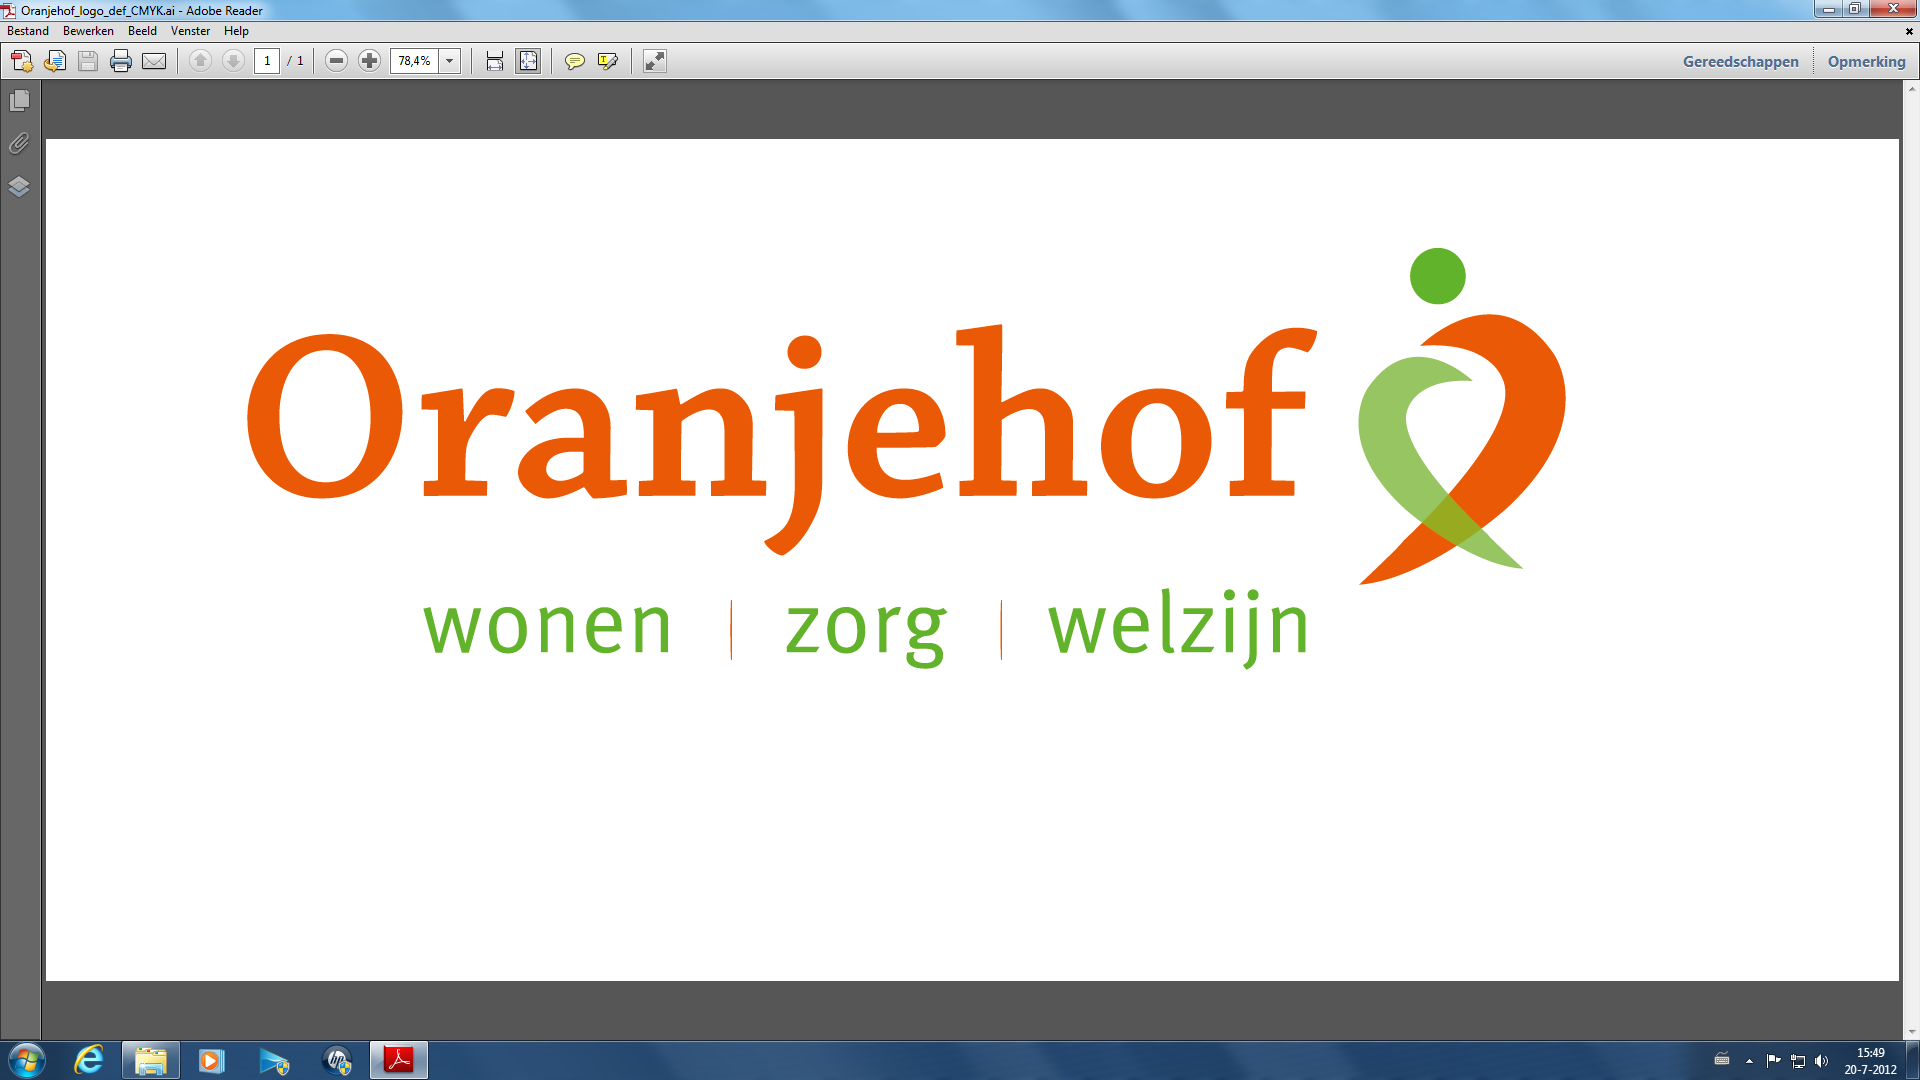 Oranjehof_logo_def_CMYK.ai - Adobe Reader
Bestand Bewerken Beeld Venster Help
1 / 1 78,4% Gereedschappen Opmerking
Oranjehof
wonen | zorg | welzijn
15:49
20-7-2012